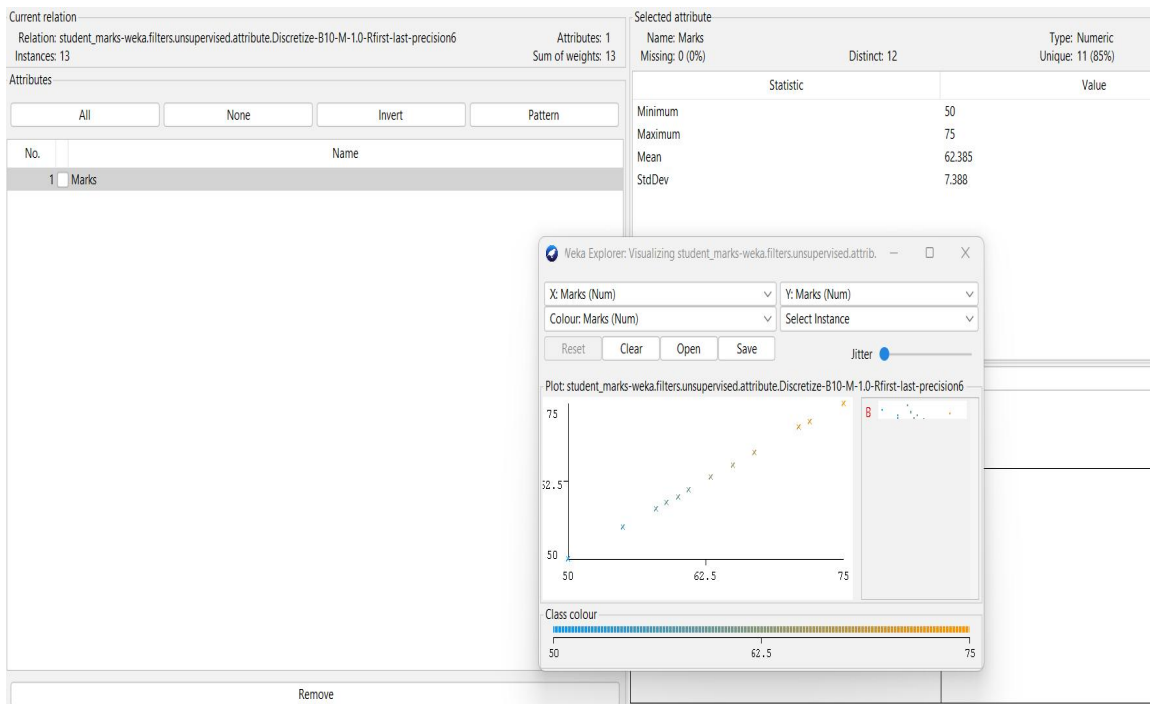 Current relation
Relation: student_marks-weka.filters.unsupervised.attribute.Discretize-B10-M-1.0-Rfirst-last-precision6 Attributes: 1
Instances: 13 Sum of weights: 13
Attributes
All None Invert Pattern
No. Name
1 Marks
Remove
Selected attribute
Name: Marks Type: Numeric
Missing: 0 (0%) Distinct: 12 Unique: 11 (85%)
Statistic Value
Minimum 50
Maximum 75
Mean 62.385
StdDev 7.388
Weka Explorer: Visualizing student_marks-weka.filters.unsupervised.attrib.
X: Marks (Num) Y: Marks (Num)
Colour: Marks (Num) Select Instance
Reset Clear Open Save Jitter
Plot: student_marks-weka.filters.unsupervised.attribute.Discretize-B10-M-1.0-Rfirst-last-precision6
75
62.5
50
50 62.5 75
B
Class colour
50 62.5 75